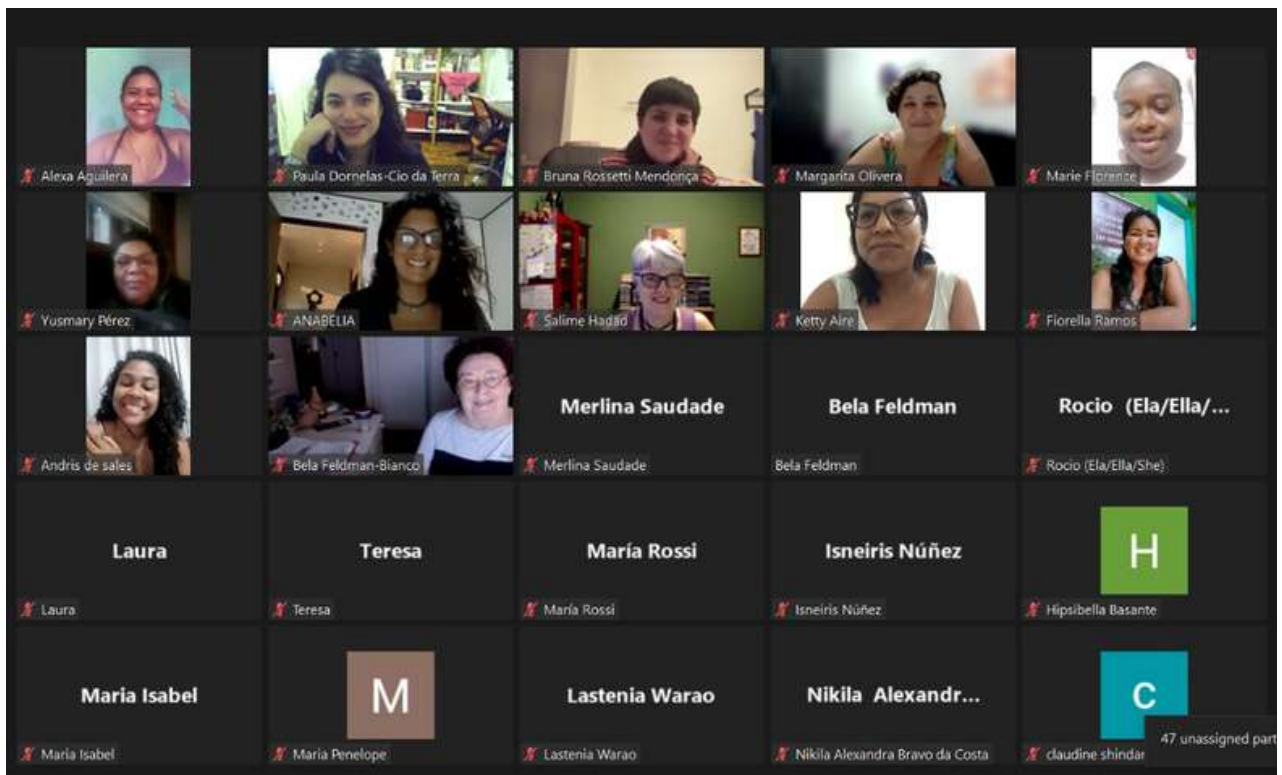 Alexa Aguilera
Paula Dornelas-Cio da Terra
Bruna Rossetti Mendonça
Margarita Olivera
Marie Florence
Yusmary Pérez
ANABELIA
Salime Hadad
Ketty Aire
Fiorella Ramos
Andris de sales
Bela Feldman-Bianco
Merlina Saudade
Merlina Saudade
Bela Feldman
Bela Feldman
Rocio (Ela/Ella/...
Rocio (Ela/Ella/She)
Laura
Laura
Teresa
Teresa
María Rossi
María Rossi
Isneiris Núñez
Isneiris Núñez
H
Hipsibella Basante
Maria Isabel
Maria Isabel
M
Maria Penelope
Lastenia Warao
Lastenia Warao
Nikila Alexandr...
Nikila Alexandra Bravo da Costa
C
claudine shindar
47 unassigned part